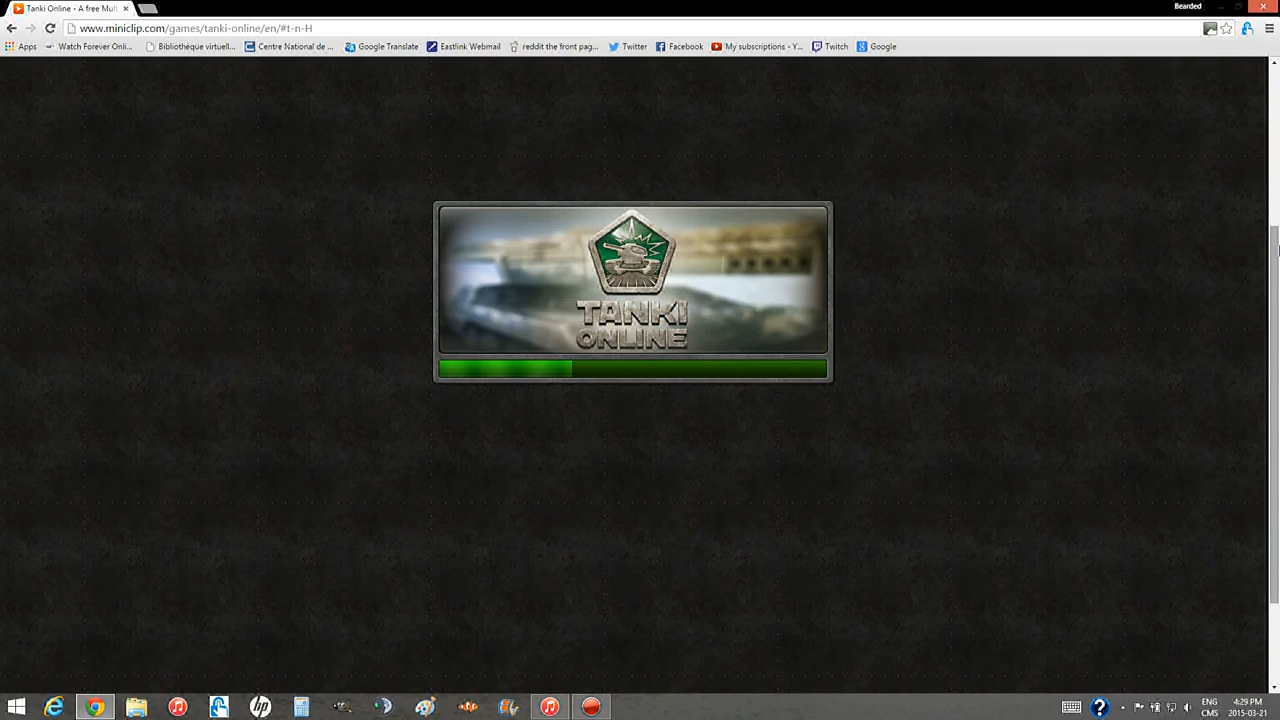 Tanki Online - A free Mult
Bearded
www.miniclip.com/games/tanki-online/en/#t-n-H
Apps
Watch Forever Onli...
Bibliothèque virtuell...
Centre National de ...
Google Translate
Eastlink Webmail
reddit the front pag...
Twitter
Facebook
My subscriptions - Y...
Twitch
Google
TANKI
ONLINE
ENG
CMS
4:29 PM
2015-03-21